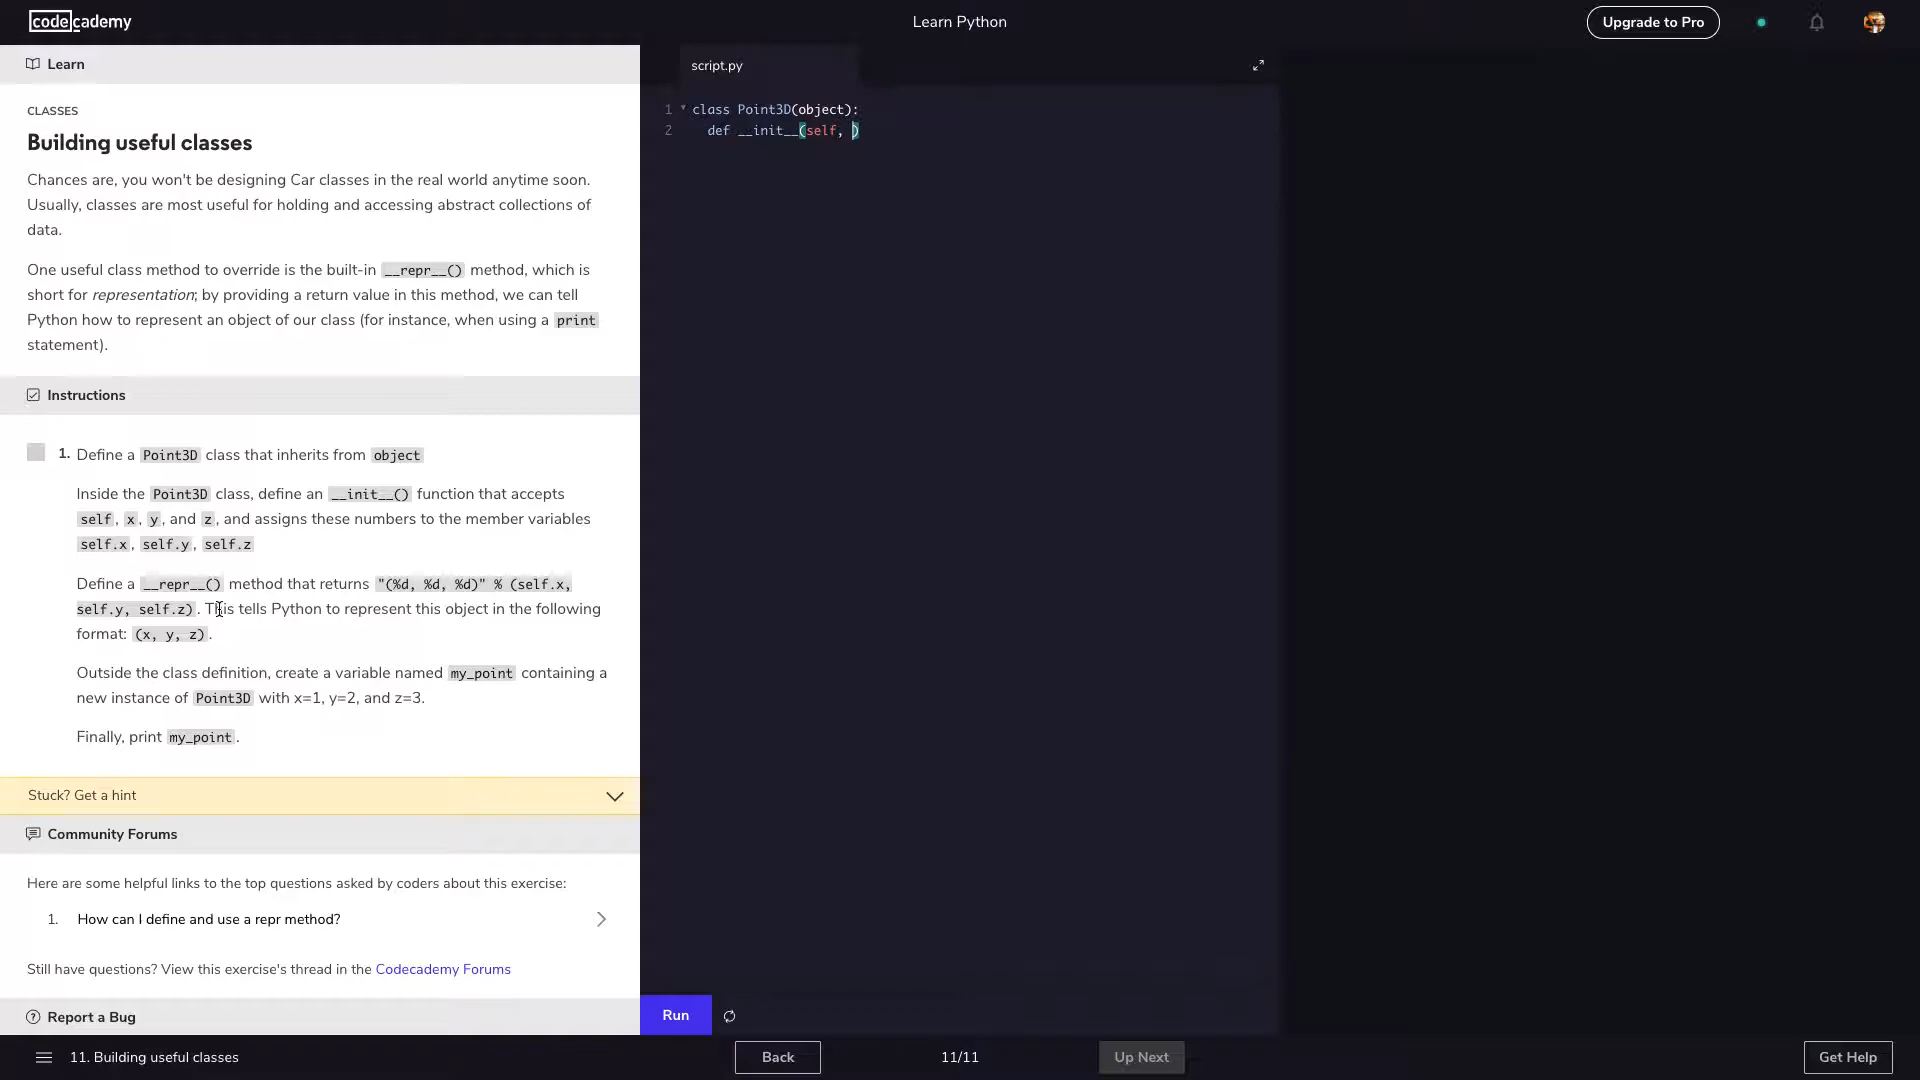 codecademy
Learn Python
Upgrade to Pro
Learn
CLASSES
Building useful classes
Chances are, you won't be designing Car classes in the real world anytime soon.
Usually, classes are most useful for holding and accessing abstract collections of
data.
One useful class method to override is the built-in __repr__() method, which is
short for representation; by providing a return value in this method, we can tell
Python how to represent an object of our class (for instance, when using a print
statement).
Instructions
1. Define a Point3D class that inherits from object
Inside the Point3D class, define an __init__() function that accepts
self, x, y, and z, and assigns these numbers to the member variables
self.x, self.y, self.z
Define a __repr__() method that returns "(%d, %d, %d)" % (self.x,
self.y, self.z). This tells Python to represent this object in the following
format: (x, y, z).
Outside the class definition, create a variable named my_point containing a
new instance of Point3D with x=1, y=2, and z=3.
Finally, print my_point.
Stuck? Get a hint
Community Forums
Here are some helpful links to the top questions asked by coders about this exercise:
1. How can I define and use a repr method?
Still have questions? View this exercise's thread in the Codecademy Forums
Report a Bug
script.py
1 class Point3D(object):
2 def __init__(self, )
Run
11. Building useful classes
Back
11/11
Up Next
Get Help